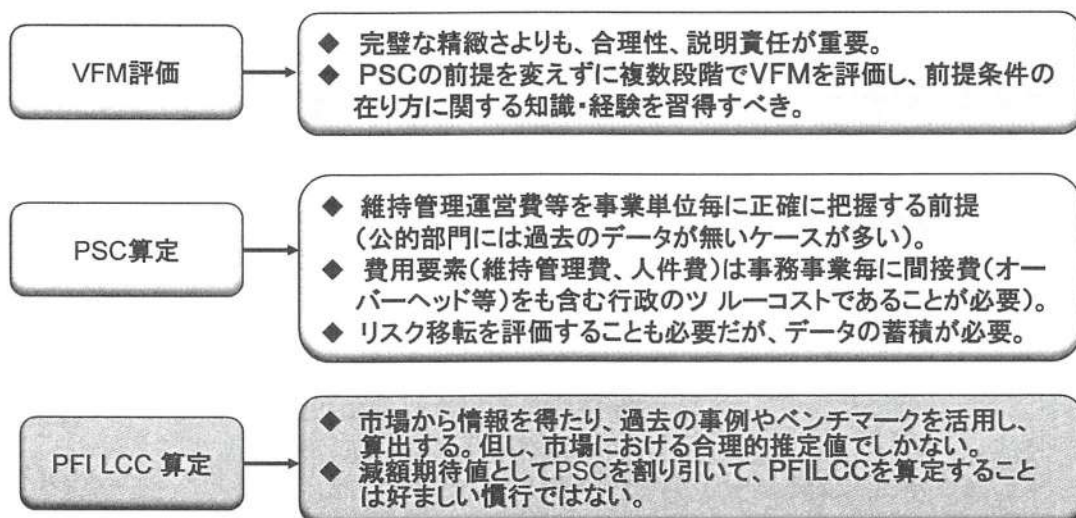 VFM評価
◆ 完璧な精緻さよりも、合理性、説明責任が重要。
◆ PSCの前提を変えずに複数段階でVFMを評価し、前提条件の
在り方に関する知識・経験を習得すべき。
PSC算定
◆ 維持管理運営費等を事業単位毎に正確に把握する前提
(公的部門には過去のデータが無いケースが多い)。
◆ 費用要素(維持管理費、人件費)は事務事業毎に間接費(オー
バーヘッド等)をも含む行政のツ ルーコストであることが必要)。
◆ リスク移転を評価することも必要だが、データの蓄積が必要。
PFI LCC 算定
◆ 市場から情報を得たり、過去の事例やベンチマークを活用し、
算出する。但し、市場における合理的推定値でしかない。
◆ 減額期待値としてPSCを割り引いて、PFILCCを算定すること
は好ましい慣行ではない。